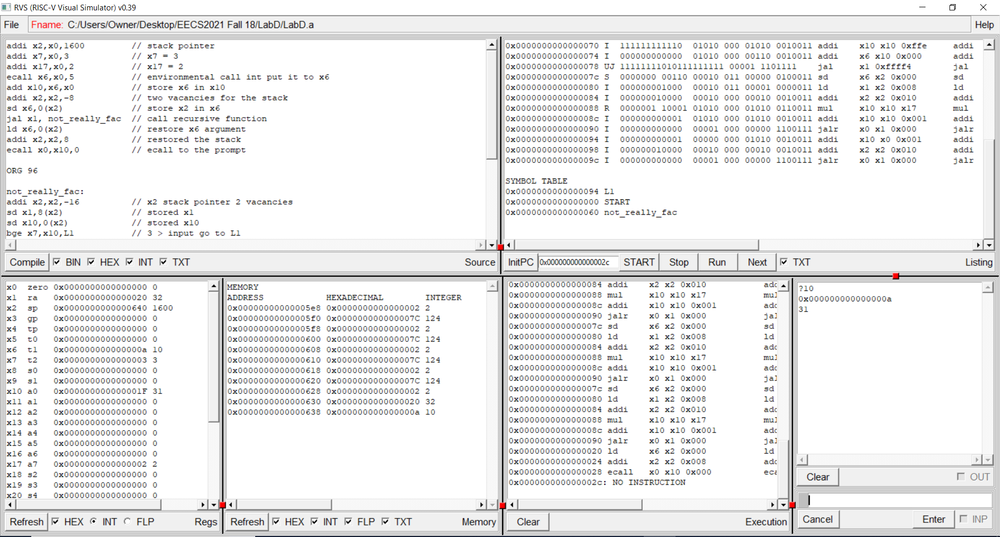 RVS (RISC-V Visual Simulator) v0.39
File Fname: C:/Users/Owner/Desktop/EECS2021 Fall 18/LabD/LabD.a Help
addi x2,x0,1600 // stack pointer
addi x7,x0,3 // x7 = 3
addi x17,x0,2 // x17 = 2
ecall x6,x0,5 // environmental call int put it to x6
add x10,x6,x0 // store x6 in x10
addi x2,x2,-8 // two vacancies for the stack
sd x6,0(x2) // store x2 in x6
jal x1, not_really_fac // call recursive function
ld x6,0(x2) // restore x6 argument
addi x2,x2,8 // restored the stack
ecall x0,x10,0 // ecall to the prompt
ORG 96
not_really_fac:
addi x2,x2,-16 // x2 stack pointer 2 vacancies
sd x1,8(x2) // stored x1
sd x10,0(x2) // stored x10
bge x7,x10,L1 // 3 > input go to L1
Compile BIN HEX INT TXT Source
0x0000000000000070 I 111111111110 01010 000 01010 0010011 addi x10 x10 0xffe addi
0x0000000000000074 I 000000000000 01010 000 00110 0010011 addi x6 x10 0x000 addi
0x0000000000000078 UJ 11111111010111111111 00001 1101111 jal x1 0xffff4 jal
0x000000000000007c S 0000000 00110 00010 011 00000 0100011 sd x6 x2 0x000 sd
0x0000000000000080 I 000000001000 00010 011 00001 0000011 ld x1 x2 0x008 ld
0x0000000000000084 I 000000010000 00010 000 00010 0010011 addi x2 x2 0x010 addi
0x0000000000000088 R 0000001 10001 01010 000 01010 0110011 mul x10 x10 x17 mul
0x000000000000008c I 000000000001 01010 000 01010 0010011 addi x10 x10 0x001 addi
0x0000000000000090 I 000000000000 00001 000 00000 1100111 jalr x0 x1 0x000 jalr
0x0000000000000094 I 000000000001 00000 000 01010 0010011 addi x10 x0 0x001 addi
0x0000000000000098 I 000000010000 00010 000 00010 0010011 addi x2 x2 0x010 addi
0x000000000000009c I 000000000000 00001 000 00000 1100111 jalr x0 x1 0x000 jalr
SYMBOL TABLE
0x0000000000000094 L1
0x0000000000000000 START
0x0000000000000060 not_really_fac
InitPC 0x000000000000002c START Stop Run Next TXT Listing
x0 zero 0x0000000000000000 0
x1 ra 0x0000000000000020 32
x2 sp 0x0000000000000640 1600
x3 gp 0x0000000000000000 0
x4 tp 0x0000000000000000 0
x5 t0 0x0000000000000000 0
x6 t1 0x000000000000000a 10
x7 t2 0x0000000000000003 3
x8 s0 0x0000000000000000 0
x9 s1 0x0000000000000000 0
x10 a0 0x000000000000001F 31
x11 a1 0x0000000000000000 0
x12 a2 0x0000000000000000 0
x13 a3 0x0000000000000000 0
x14 a4 0x0000000000000000 0
x15 a5 0x0000000000000000 0
x16 a6 0x0000000000000000 0
x17 a7 0x0000000000000002 2
x18 s2 0x0000000000000000 0
x19 s3 0x0000000000000000 0
x20 s4 0x0000000000000000 0
Refresh HEX INT FLP Regs
MEMORY
ADDRESS HEXADECIMAL INTEGER
0x00000000000005e8 0x0000000000000002 2
0x00000000000005f0 0x000000000000007C 124
0x00000000000005f8 0x0000000000000002 2
0x0000000000000600 0x000000000000007C 124
0x0000000000000608 0x0000000000000002 2
0x0000000000000610 0x000000000000007C 124
0x0000000000000618 0x0000000000000002 2
0x0000000000000620 0x000000000000007C 124
0x0000000000000628 0x0000000000000002 2
0x0000000000000630 0x0000000000000020 32
0x0000000000000638 0x000000000000000a 10
Refresh HEX INT FLP TXT Memory
0x0000000000000084 addi x2 x2 0x010 adc
0x0000000000000088 mul x10 x10 x17 mul
0x000000000000008c addi x10 x10 0x001 adc
0x0000000000000090 jalr x0 x1 0x000 jal
0x000000000000007c sd x6 x2 0x000 sd
0x0000000000000080 ld x1 x2 0x008 ld
0x0000000000000084 addi x2 x2 0x010 adc
0x0000000000000088 mul x10 x10 x17 mul
0x000000000000008c addi x10 x10 0x001 adc
0x0000000000000090 jalr x0 x1 0x000 jal
0x000000000000007c sd x6 x2 0x000 sd
0x0000000000000080 ld x1 x2 0x008 ld
0x0000000000000084 addi x2 x2 0x010 adc
0x0000000000000088 mul x10 x10 x17 mul
0x000000000000008c addi x10 x10 0x001 adc
0x0000000000000090 jalr x0 x1 0x000 jal
0x0000000000000020 ld x6 x2 0x000 ld
0x0000000000000024 addi x2 x2 0x008 adc
0x0000000000000028 ecall x0 x10 0x000 eca
0x000000000000002c: NO INSTRUCTION
Clear Execution
?10
0x000000000000000a
31
Clear OUT
Cancel Enter INP